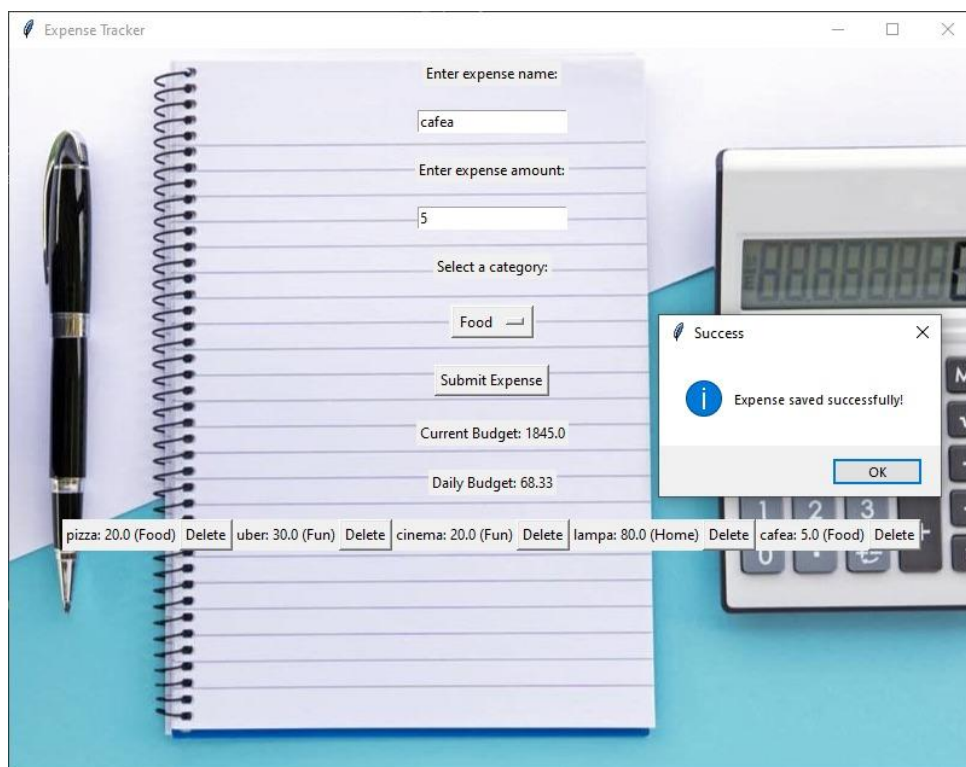 Expense Tracker
Enter expense name:
cafea
Enter expense amount:
5
Select a category:
Food
Submit Expense
Current Budget: 1845.0
Daily Budget: 68.33
Success
Expense saved successfully!
OK
1 2 3
0
pizza: 20.0 (Food) Delete uber: 30.0 (Fun) Delete cinema: 20.0 (Fun) Delete lampa: 80.0 (Home) Delete cafea: 5.0 (Food) Delete